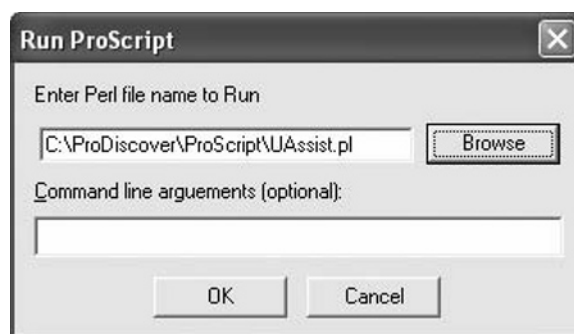 Run ProScript
Enter Perl file name to Run
C:\ProDiscover\ProScript\UAssist.pl
Browse
Command line arguements (optional):
OK
Cancel